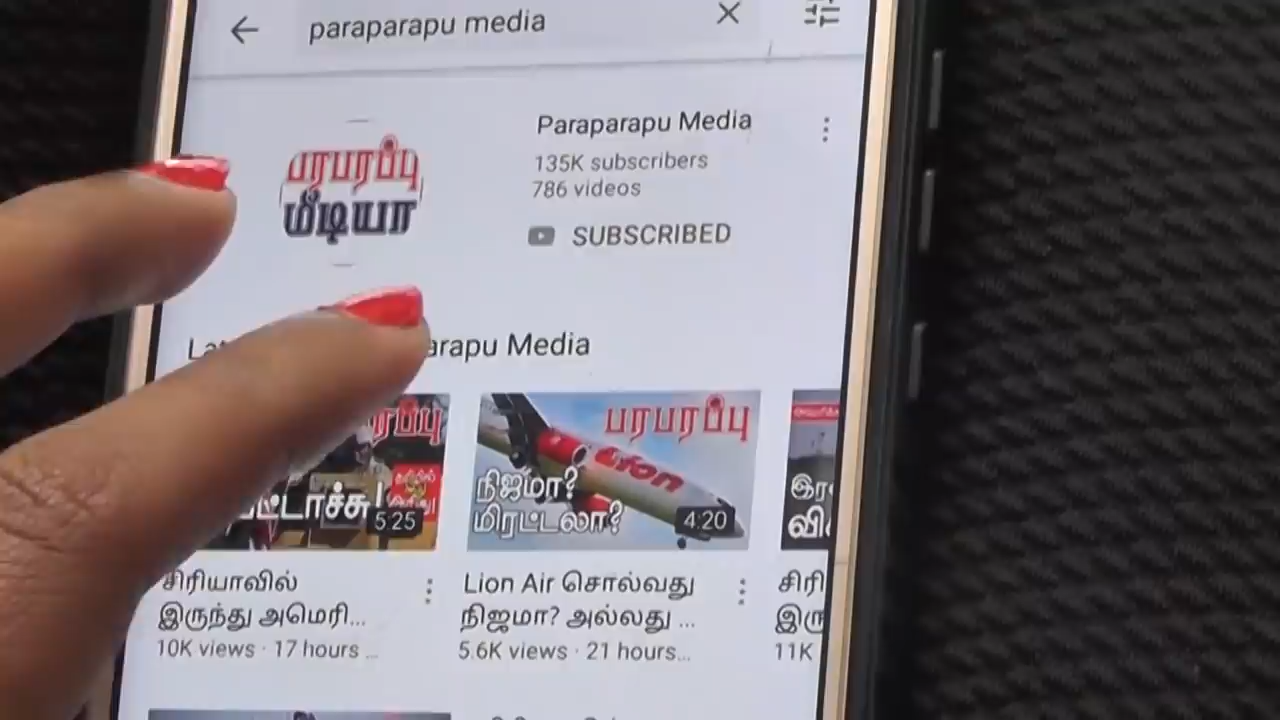 paraparapu media
பரபரப்பு
மீடியா
Paraparapu Media
135K subscribers
786 videos
SUBSCRIBED
arapu Media
ரப்பு
5:25
பரபரப்பு
Lion
நிஜமா?
மிரட்டலா?
4:20
சிரியாவில்
இருந்து அமெரி...
10K views · 17 hours ...
Lion Air சொல்வது
நிஜமா? அல்லது ...
5.6K views · 21 hours...
சிரி
இரு
11K